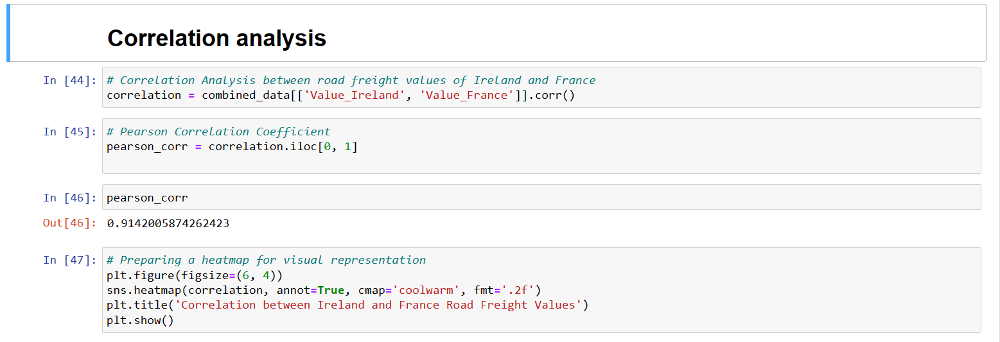 Correlation analysis
In [44]: # Correlation Analysis between road freight values of Ireland and France
correlation = combined_data[['Value_Ireland', 'Value_France']].corr()
In [45]: # Pearson Correlation Coefficient
pearson_corr = correlation.iloc[0, 1]
In [46]: pearson_corr
Out[46]: 0.9142005874262423
In [47]: # Preparing a heatmap for visual representation
plt.figure(figsize=(6, 4))
sns.heatmap(correlation, annot=True, cmap='coolwarm', fmt='.2f')
plt.title('Correlation between Ireland and France Road Freight Values')
plt.show()